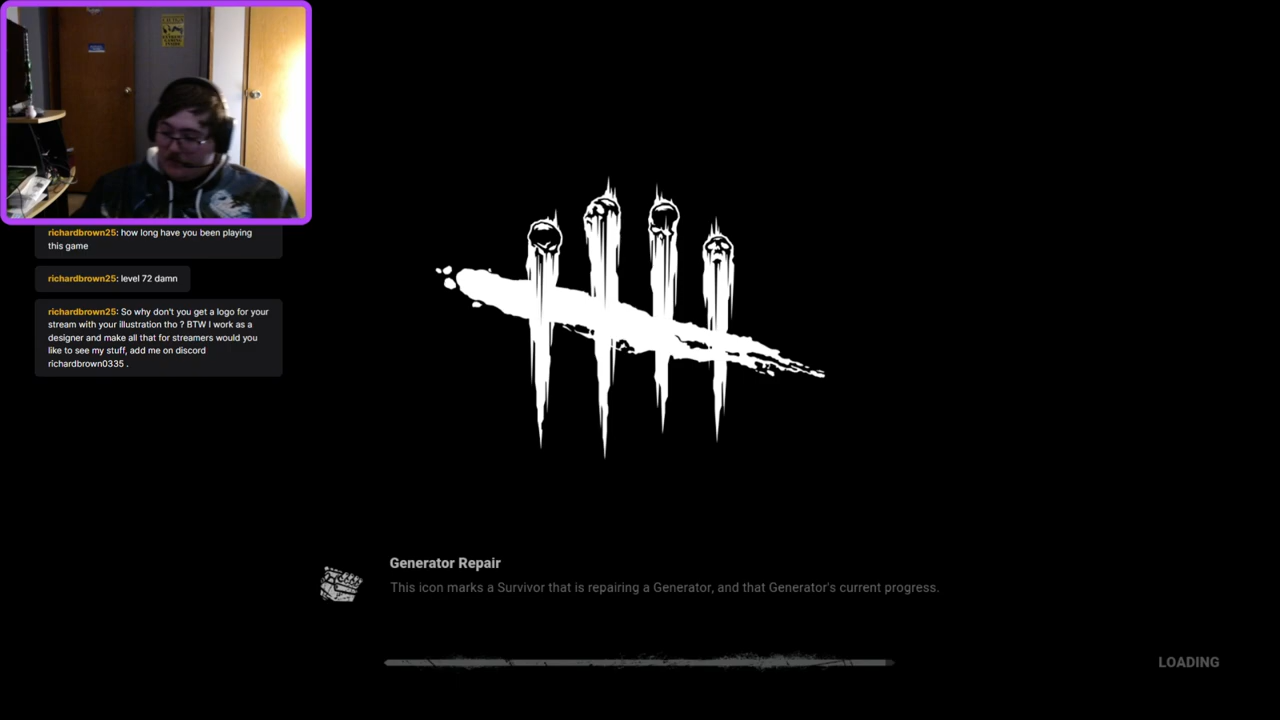 richardbrown25: how long have you been playing
this game
richardbrown25: level 72 damn
richardbrown25: So why don't you get a logo for your
stream with your illustration tho ? BTW I work as a
designer and make all that for streamers would you
like to see my stuff, add me on discord
richardbrown0335 .
Generator Repair
This icon marks a Survivor that is repairing a Generator, and that Generator's current progress.
LOADING